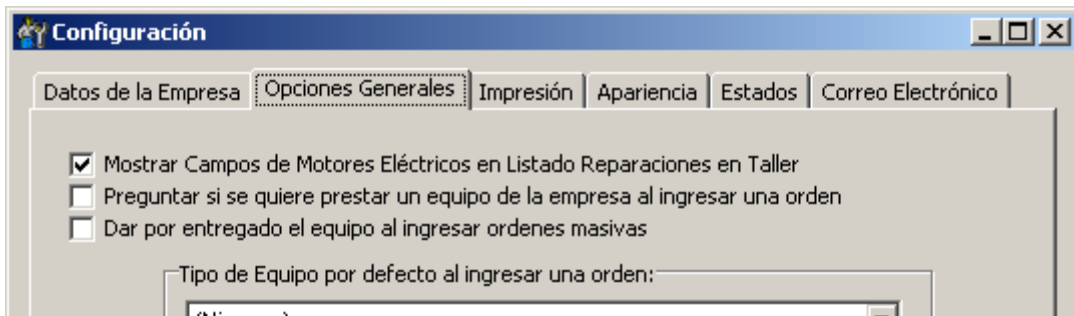 Configuración
Datos de la Empresa Opciones Generales Impresión Apariencia Estados Correo Electrónico
Mostrar Campos de Motores Eléctricos en Listado Reparaciones en Taller
Preguntar si se quiere prestar un equipo de la empresa al ingresar una orden
Dar por entregado el equipo al ingresar ordenes masivas
Tipo de Equipo por defecto al ingresar una orden: